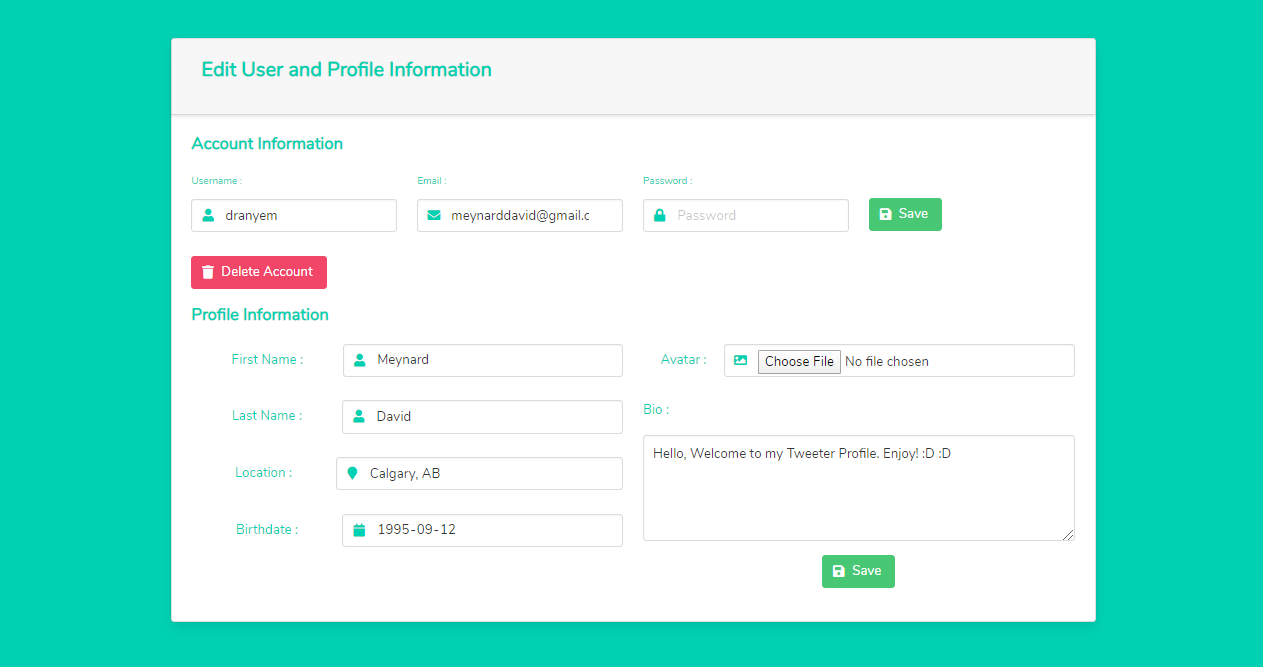 Edit User and Profile Information
Account Information
Username :
Email :
Password :
dranyem
meynarddavid@gmail.c
Password
Save
Delete Account
Profile Information
First Name :
Meynard
Last Name :
David
Location :
Calgary, AB
Birthdate :
1995-09-12
Avatar :
Choose File No file chosen
Bio :
Hello, Welcome to my Tweeter Profile. Enjoy! :D :D
Save